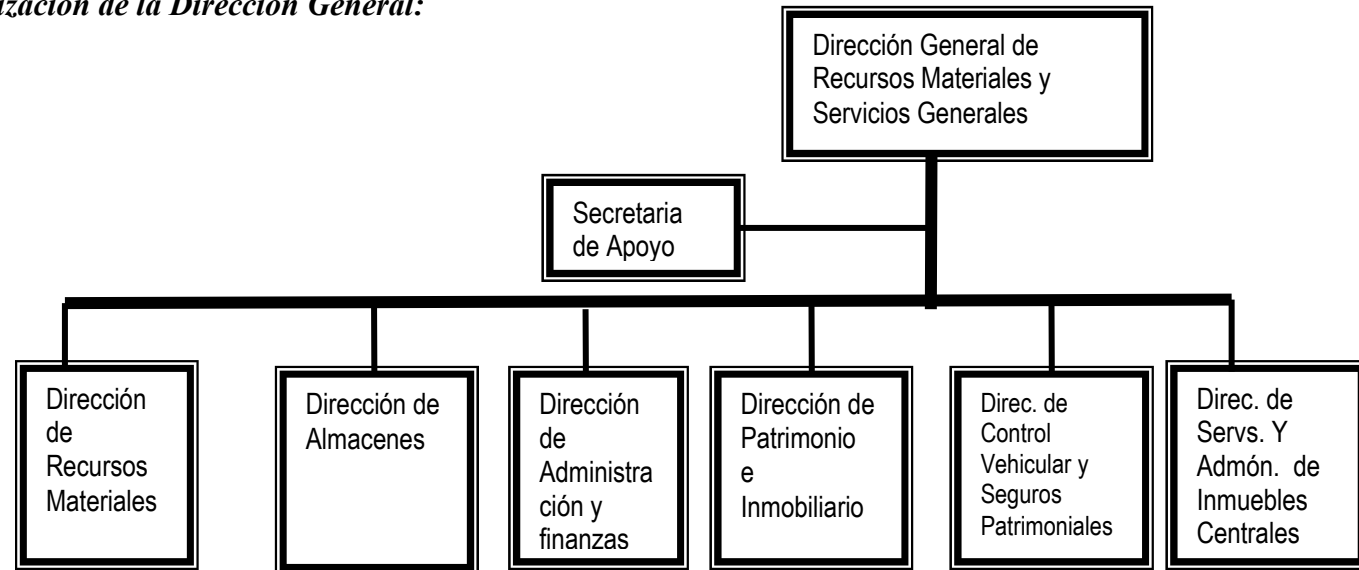 ización de la Dirección General:
Dirección General de
Recursos Materiales y
Servicios Generales
Secretaria
de Apoyo
Dirección
de
Recursos
Materiales
Dirección de
Almacenes
Dirección
de
Administra
ción y
finanzas
Dirección de
Patrimonio
e
Inmobiliario
Direc. de
Control
Vehicular y
Seguros
Patrimoniales
Direc. de
Servs. Y
Admón. de
Inmuebles
Centrales